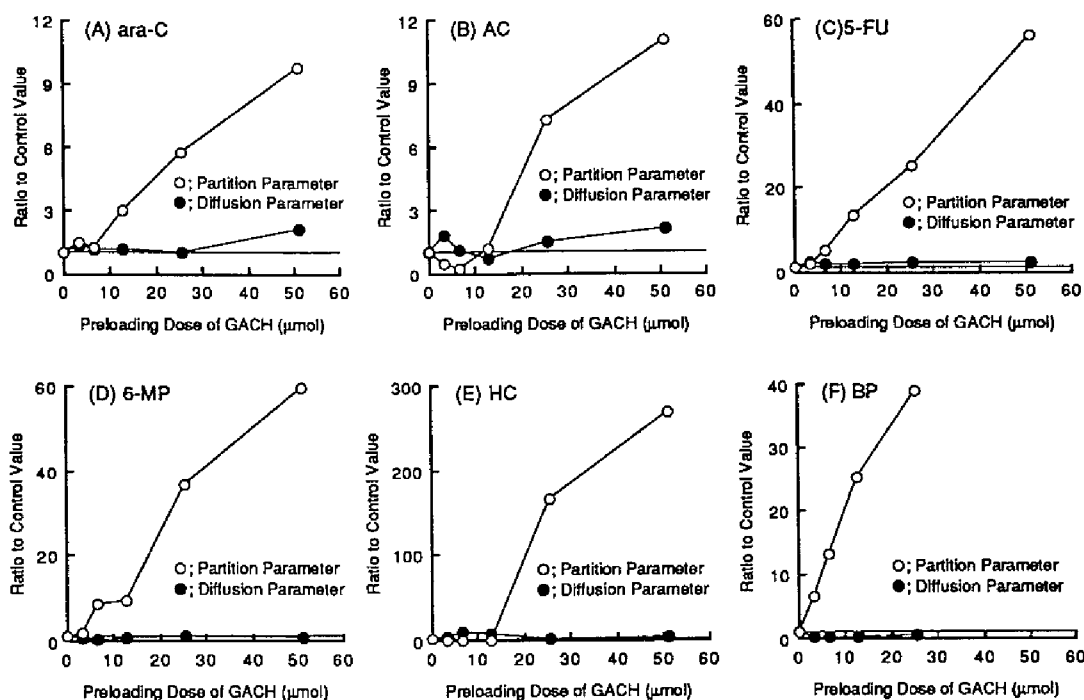 (A) ara-C
12
9
6
3
0
Ratio to Control Value
○; Partition Parameter
●; Diffusion Parameter
0 10 20 30 40 50 60
Preloading Dose of GACH (µmol)
(B) AC
12
9
6
3
0
Ratio to Control Value
○; Partition Parameter
●; Diffusion Parameter
0 10 20 30 40 50 60
Preloading Dose of GACH (µmol)
(C)5-FU
60
40
20
0
Ratio to Control Value
○; Partition Parameter
●; Diffusion Parameter
0 10 20 30 40 50 60
Preloading Dose of GACH (µmol)
(D) 6-MP
60
40
20
0
Ratio to Control Value
○; Partition Parameter
●; Diffusion Parameter
0 10 20 30 40 50 60
Preloading Dose of GACH (µmol)
(E) HC
300
200
100
0
Ratio to Control Value
○; Partition Parameter
●; Diffusion Parameter
0 10 20 30 40 50 60
Preloading Dose of GACH (µmol)
(F) BP
40
30
20
10
0
Ratio to Control Value
○; Partition Parameter
●; Diffusion Parameter
0 10 20 30 40 50 60
Preloading Dose of GACH (µmol)